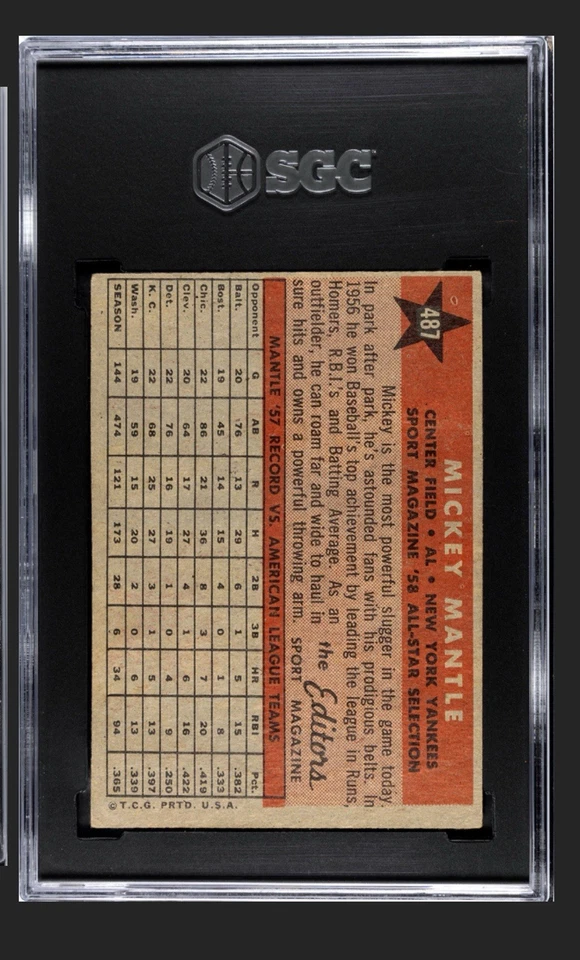 SGC
487
MICKEY MANTLE
CENTER FIELD • AL • NEW YORK YANKEES
SPORT MAGAZINE '58 ALL-STAR SELECTION
Mickey is the most powerful slugger in the game today.
In park after park, he's astounded fans with his prodigious belts. In
1956 he won Baseball's top achievement by leading the league in Runs,
Homers, R.B.I.'s and Batting Average. As an
outfielder, he can roam far and wide to haul in
sure hits and owns a powerful throwing arm.
the Editors
SPORT MAGAZINE
MANTLE '57 RECORD VS. AMERICAN LEAGUE TEAMS
Opponent G AB R H 2B 3B HR RBI Pct.
Balt. 20 76 13 29 6 1 5 15 .382
Bost. 19 45 14 15 4 0 1 8 .333
Chic. 22 86 21 36 8 3 7 20 .419
Clev. 20 64 17 27 4 1 6 16 .422
Det. 22 76 16 19 1 0 4 9 .250
K. C. 22 68 25 27 3 1 5 13 .397
Wash. 19 59 15 20 2 0 6 13 .339
SEASON 144 474 121 173 28 6 34 94 .365
© T.C.G. PRTD. U.S.A.